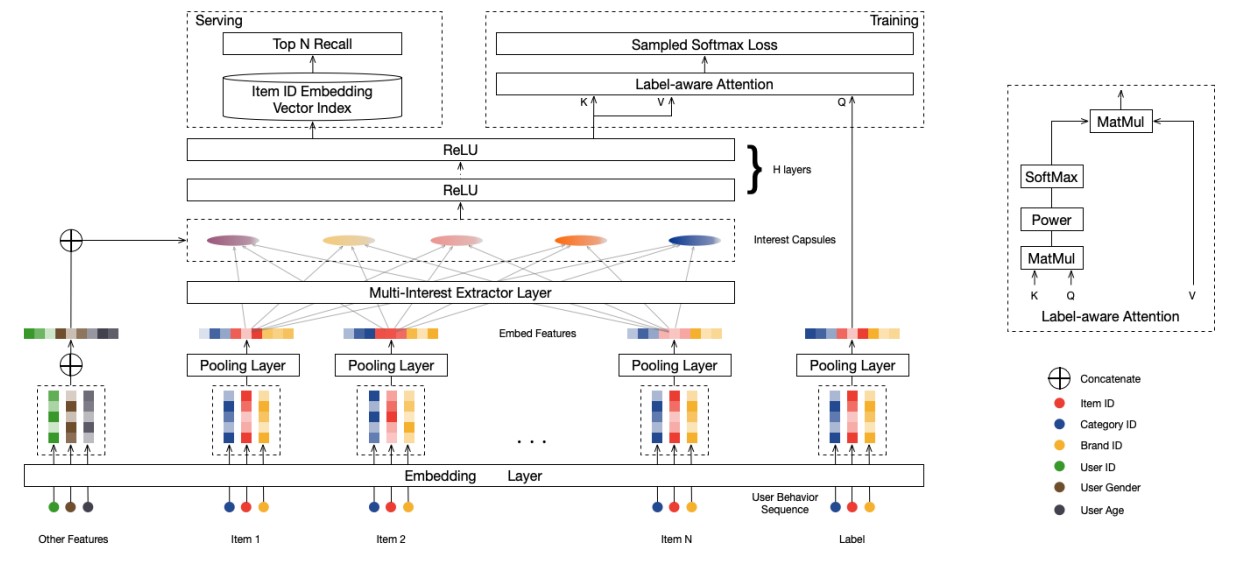 Serving
Training
Top N Recall
Sampled Softmax Loss
Item ID Embedding
Vector Index
Label-aware Attention
K
V
Q
ReLU
ReLU
H layers
Interest Capsules
Multi-Interest Extractor Layer
Embed Features
Pooling Layer
Pooling Layer
Pooling Layer
Pooling Layer
. . .
Embedding Layer
User Behavior
Sequence
Other Features
Item 1
Item 2
Item N
Label
MatMul
SoftMax
Power
MatMul
K
Q
V
Label-aware Attention
Concatenate
Item ID
Category ID
Brand ID
User ID
User Gender
User Age